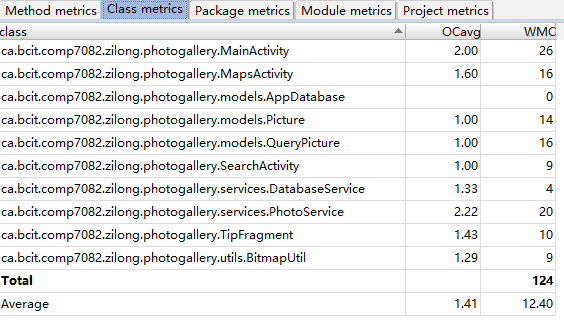 Method metrics Class metrics Package metrics Module metrics Project metrics
class OCavg WMC
ca.bcit.comp7082.zilong.photogallery.MainActivity 2.00 26
ca.bcit.comp7082.zilong.photogallery.MapsActivity 1.60 16
ca.bcit.comp7082.zilong.photogallery.models.AppDatabase 0
ca.bcit.comp7082.zilong.photogallery.models.Picture 1.00 14
ca.bcit.comp7082.zilong.photogallery.models.QueryPicture 1.00 16
ca.bcit.comp7082.zilong.photogallery.SearchActivity 1.00 9
ca.bcit.comp7082.zilong.photogallery.services.DatabaseService 1.33 4
ca.bcit.comp7082.zilong.photogallery.services.PhotoService 2.22 20
ca.bcit.comp7082.zilong.photogallery.TipFragment 1.43 10
ca.bcit.comp7082.zilong.photogallery.utils.BitmapUtil 1.29 9
Total 124
Average 1.41 12.40